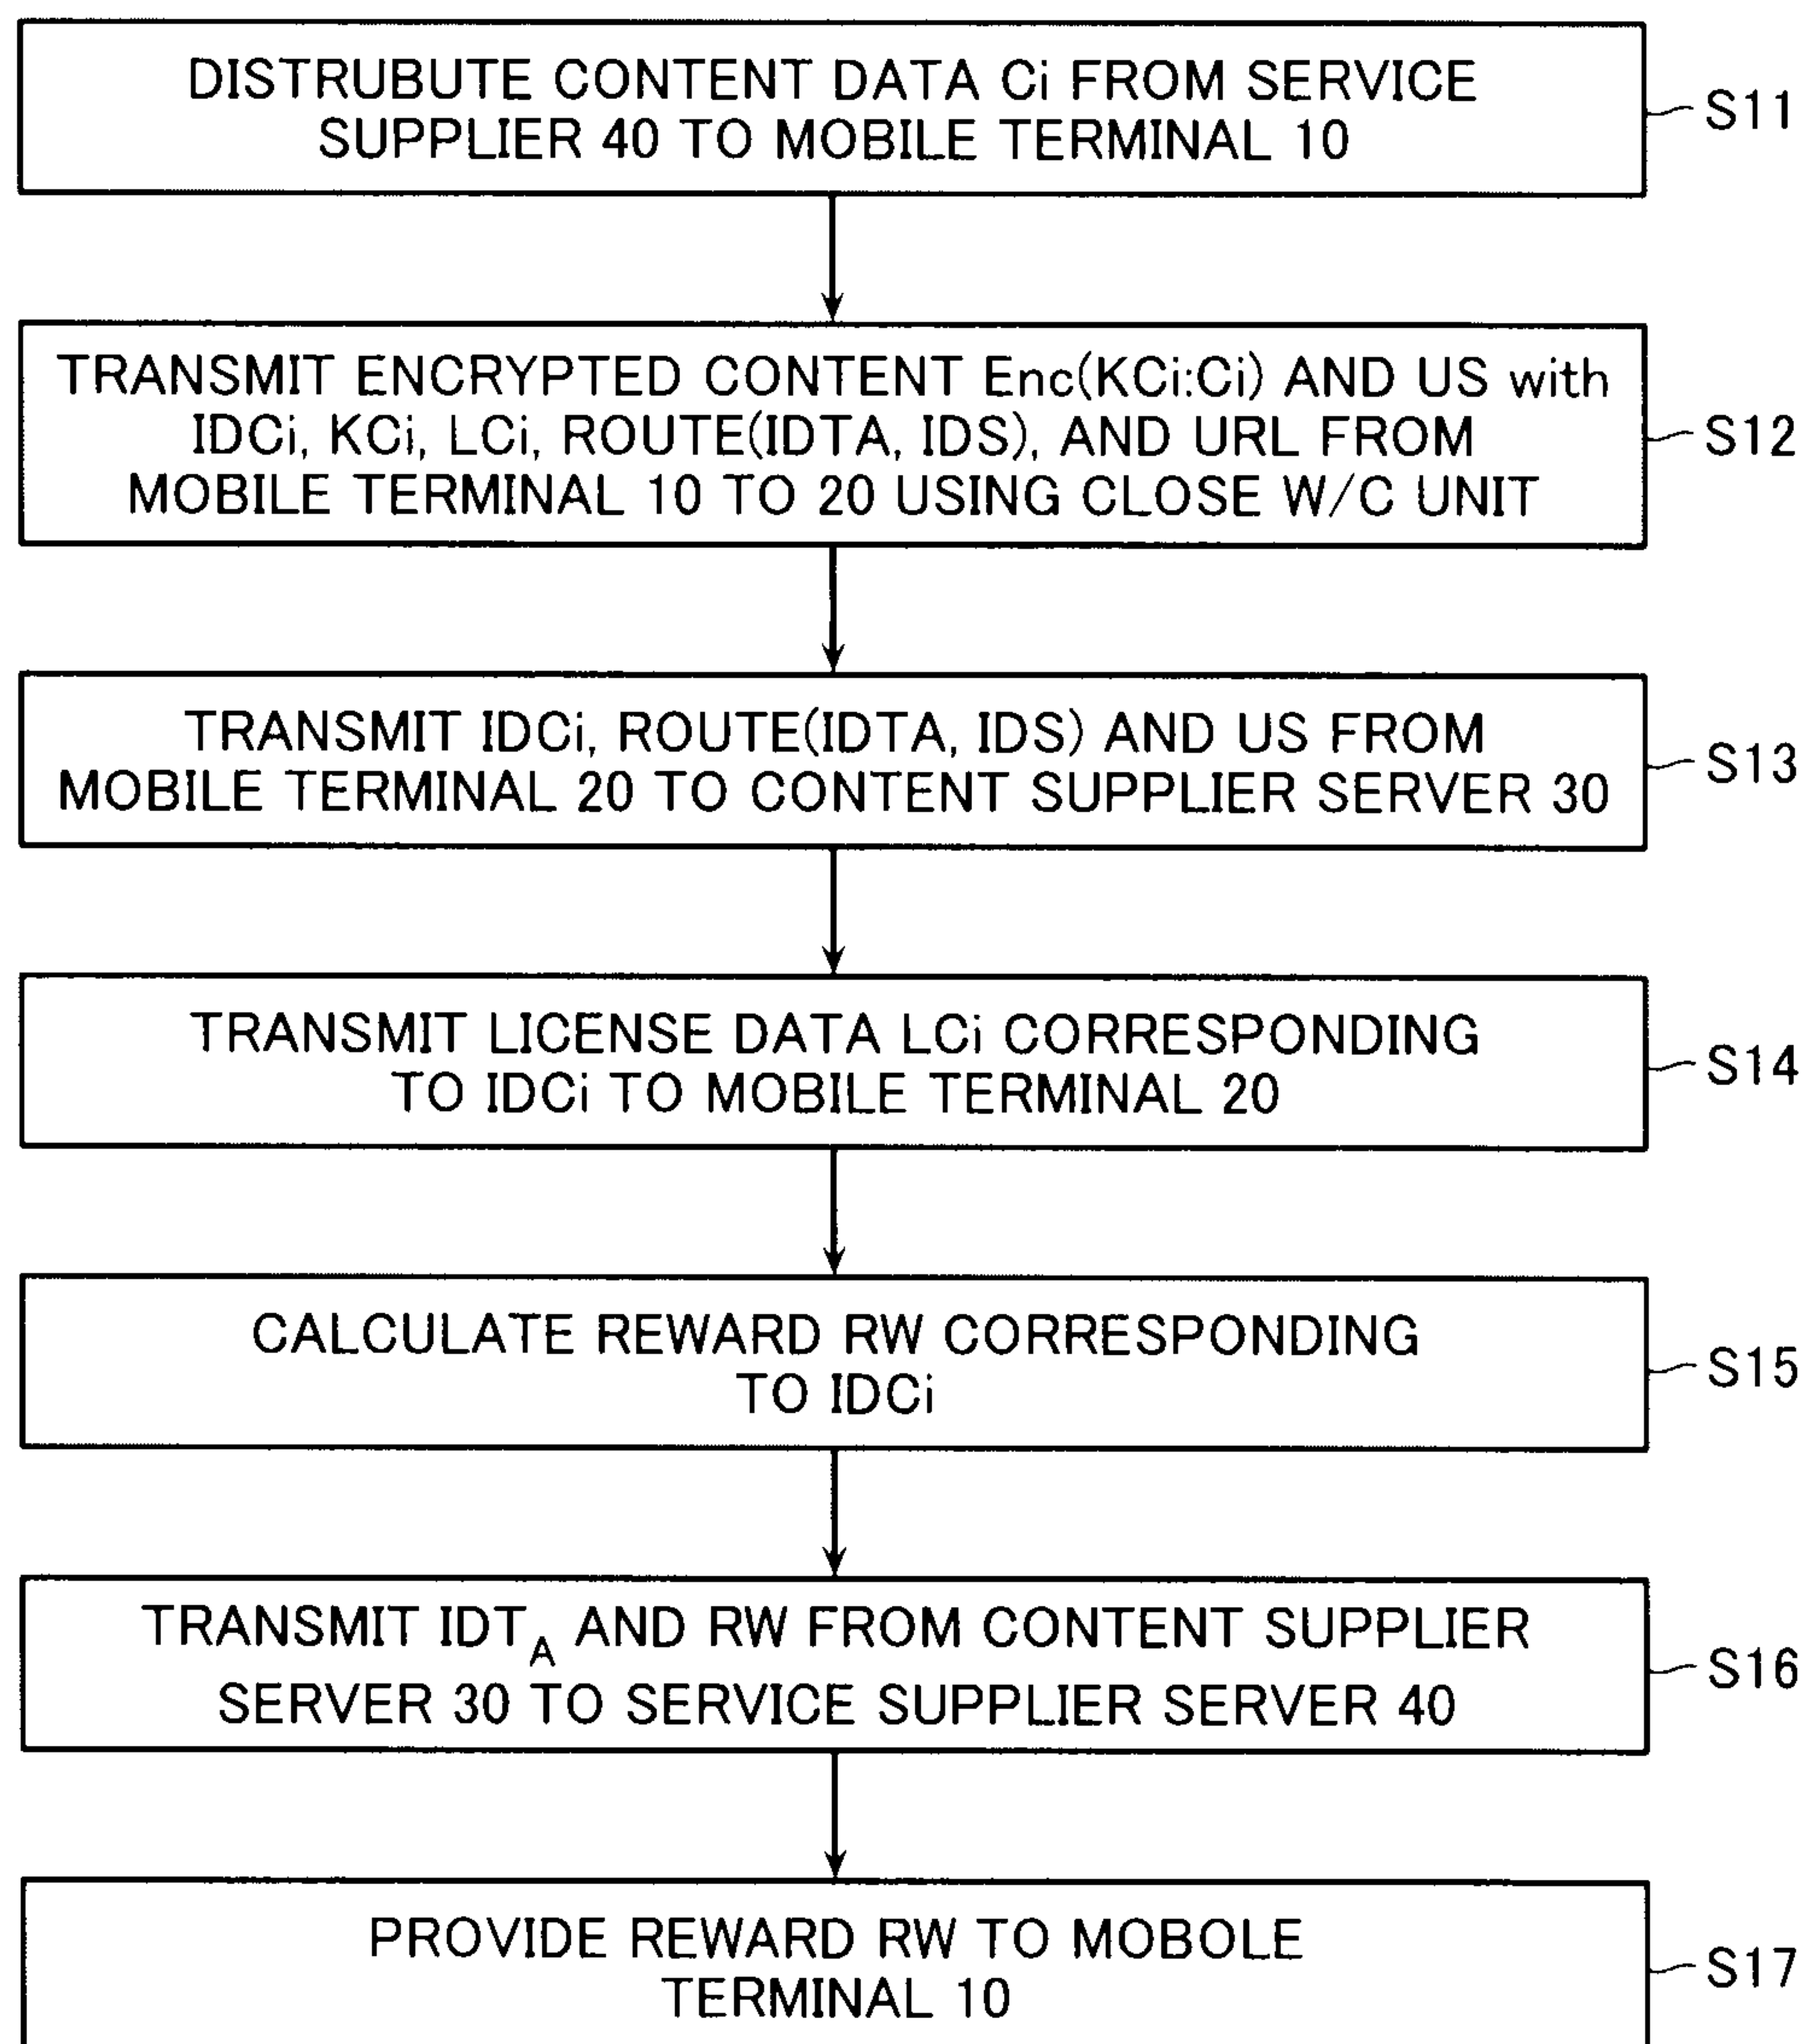 DISTRUBUTE CONTENT DATA Ci FROM SERVICE
SUPPLIER 40 TO MOBILE TERMINAL 10
S11
TRANSMIT ENCRYPTED CONTENT Enc(KCi:Ci) AND US with
IDCi, KCi, LCi, ROUTE(IDTA, IDS), AND URL FROM
MOBILE TERMINAL 10 TO 20 USING CLOSE W/C UNIT
S12
TRANSMIT IDCi, ROUTE(IDTA, IDS) AND US FROM
MOBILE TERMINAL 20 TO CONTENT SUPPLIER SERVER 30
S13
TRANSMIT LICENSE DATA LCi CORRESPONDING
TO IDCi TO MOBILE TERMINAL 20
S14
CALCULATE REWARD RW CORRESPONDING
TO IDCi
S15
TRANSMIT IDT_A AND RW FROM CONTENT SUPPLIER
SERVER 30 TO SERVICE SUPPLIER SERVER 40
S16
PROVIDE REWARD RW TO MOBOLE
TERMINAL 10
S17